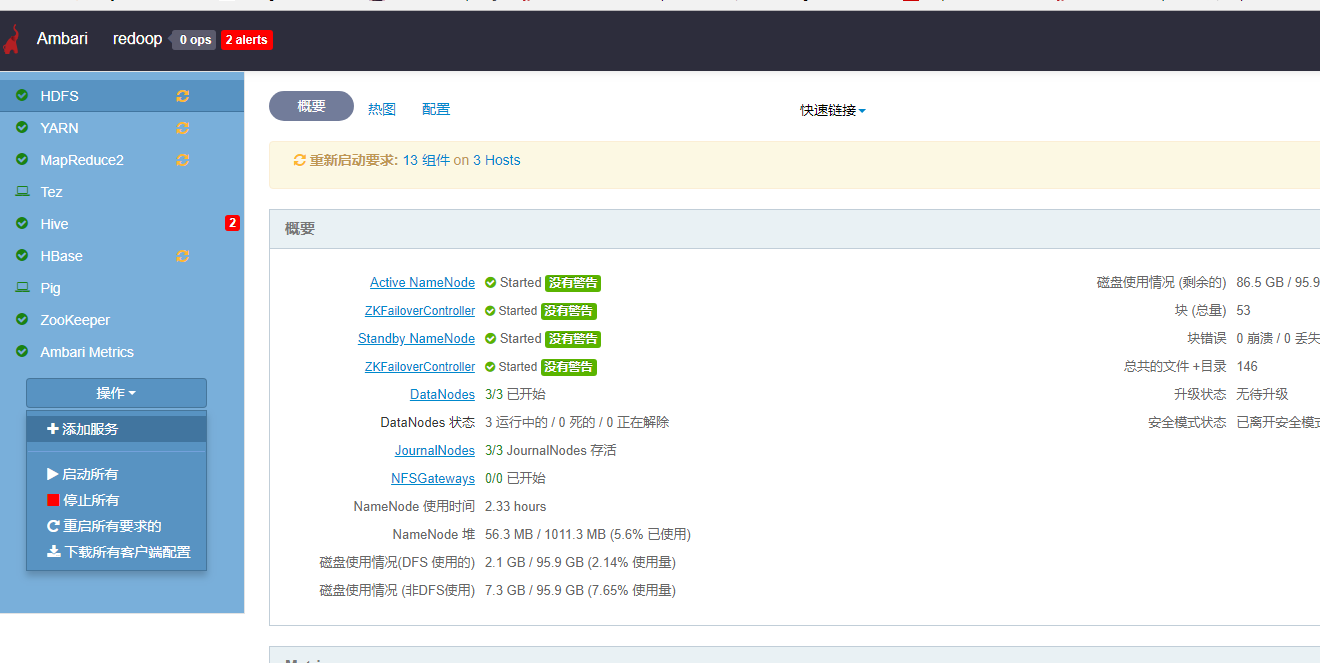 Ambari redoop 0 ops 2 alerts
HDFS
YARN
MapReduce2
Tez
Hive 2
HBase
Pig
ZooKeeper
Ambari Metrics
操作
添加服务
启动所有
停止所有
重启所有要求的
下载所有客户端配置
概要 热图 配置 快速链接
重新启动要求: 13 组件 on 3 Hosts
概要
Active NameNode Started 没有警告
ZKFailoverController Started 没有警告
Standby NameNode Started 没有警告
ZKFailoverController Started 没有警告
DataNodes 3/3 已开始
DataNodes 状态 3 运行中的 / 0 死的 / 0 正在解除
JournalNodes 3/3 JournalNodes 存活
NFSGateways 0/0 已开始
NameNode 使用时间 2.33 hours
NameNode 堆 56.3 MB / 1011.3 MB (5.6% 已使用)
磁盘使用情况(DFS 使用的) 2.1 GB / 95.9 GB (2.14% 使用量)
磁盘使用情况 (非DFS使用) 7.3 GB / 95.9 GB (7.65% 使用量)
磁盘使用情况 (剩余的) 86.5 GB / 95.9
块 (总量) 53
块错误 0 崩溃 / 0 丢失
总共的文件 +目录 146
升级状态 无待升级
安全模式状态 已离开安全模式